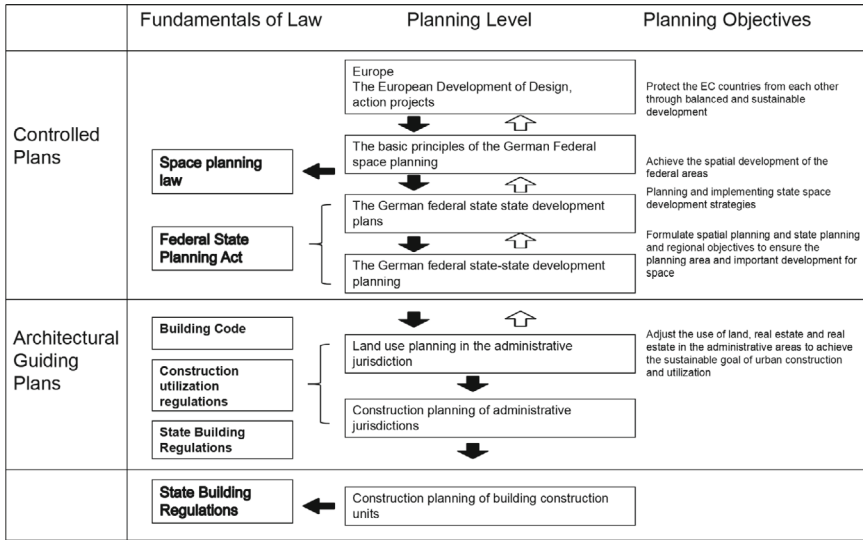 Fundamentals of Law
Planning Level
Planning Objectives
Controlled
Plans
Space planning
law
Federal State
Planning Act
Europe
The European Development of Design,
action projects
The basic principles of the German Federal
space planning
The German federal state state development
plans
The German federal state-state development
planning
Protect the EC countries from each other
through balanced and sustainable
development
Achieve the spatial development of the
federal areas
Planning and implementing state space
development strategies
Formulate spatial planning and state planning
and regional objectives to ensure the
planning area and important development for
space
Architectural
Guiding
Plans
Building Code
Construction
utilization
regulations
State Building
Regulations
Land use planning in the administrative
jurisdiction
Construction planning of administrative
jurisdictions
Adjust the use of land, real estate and real
estate in the administrative areas to achieve
the sustainable goal of urban construction
and utilization
State Building
Regulations
Construction planning of building construction
units